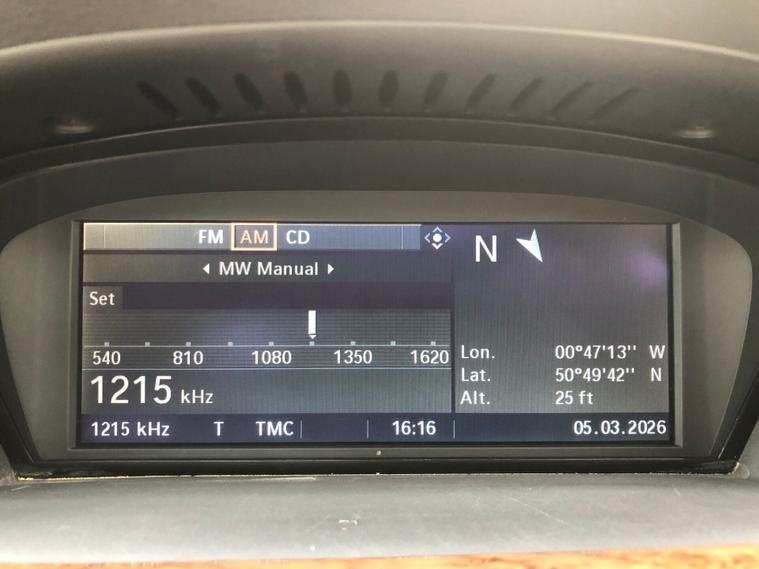 FM AM CD
MW Manual
Set
540 810 1080 1350 1620
1215 kHz
N
Lon. 00°47'13'' W
Lat. 50°49'42'' N
Alt. 25 ft
1215 kHz T TMC 16:16 05.03.2026